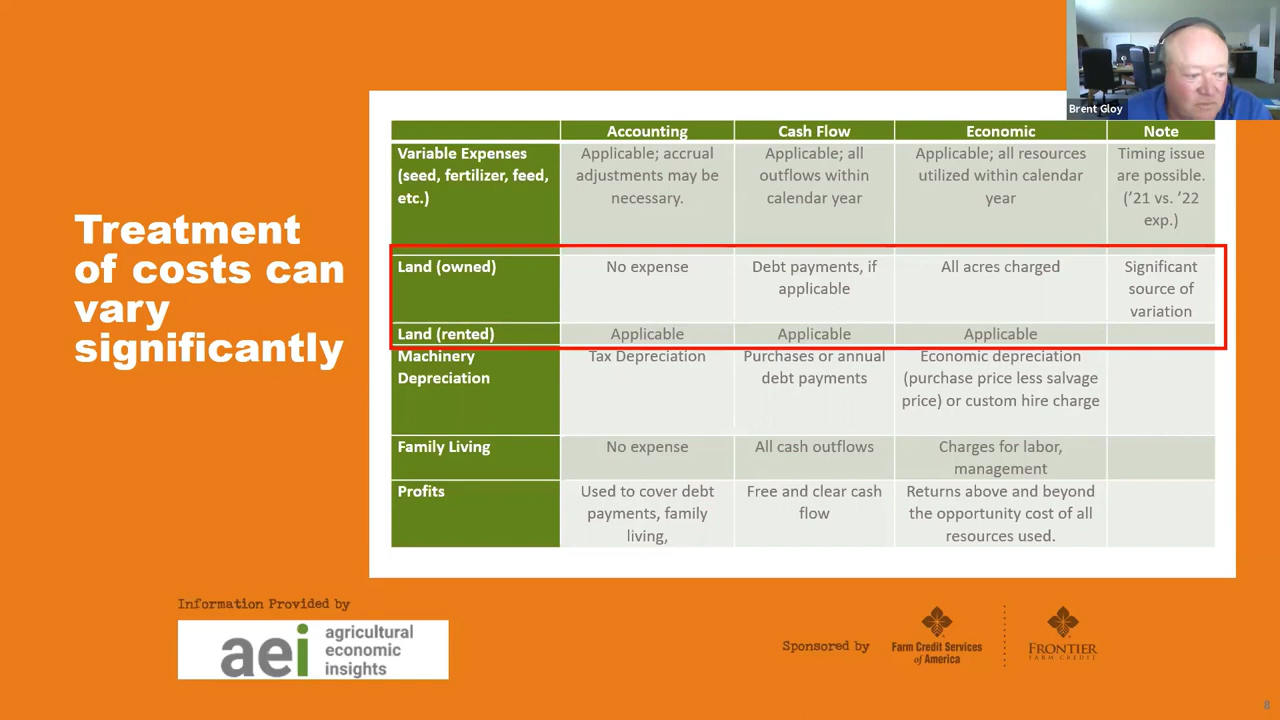 Brent Gloy
Treatment
of costs can
vary
significantly
Accounting
Cash Flow
Economic
Note
Variable Expenses
(seed, fertilizer, feed,
etc.)
Applicable; accrual
adjustments may be
necessary.
Applicable; all
outflows within
calendar year
Applicable; all resources
utilized within calendar
year
Timing issue
are possible.
('21 vs. '22
exp.)
Land (owned)
No expense
Debt payments, if
applicable
All acres charged
Significant
source of
variation
Land (rented)
Applicable
Applicable
Applicable
Machinery
Depreciation
Tax Depreciation
Purchases or annual
debt payments
Economic depreciation
(purchase price less salvage
price) or custom hire charge
Family Living
No expense
All cash outflows
Charges for labor,
management
Profits
Used to cover debt
payments, family
living,
Free and clear cash
flow
Returns above and beyond
the opportunity cost of all
resources used.
Information Provided by
aei
agricultural
economic
insights
Sponsored by
Farm Credit Services
of America
FRONTIER
FARM CREDIT
8